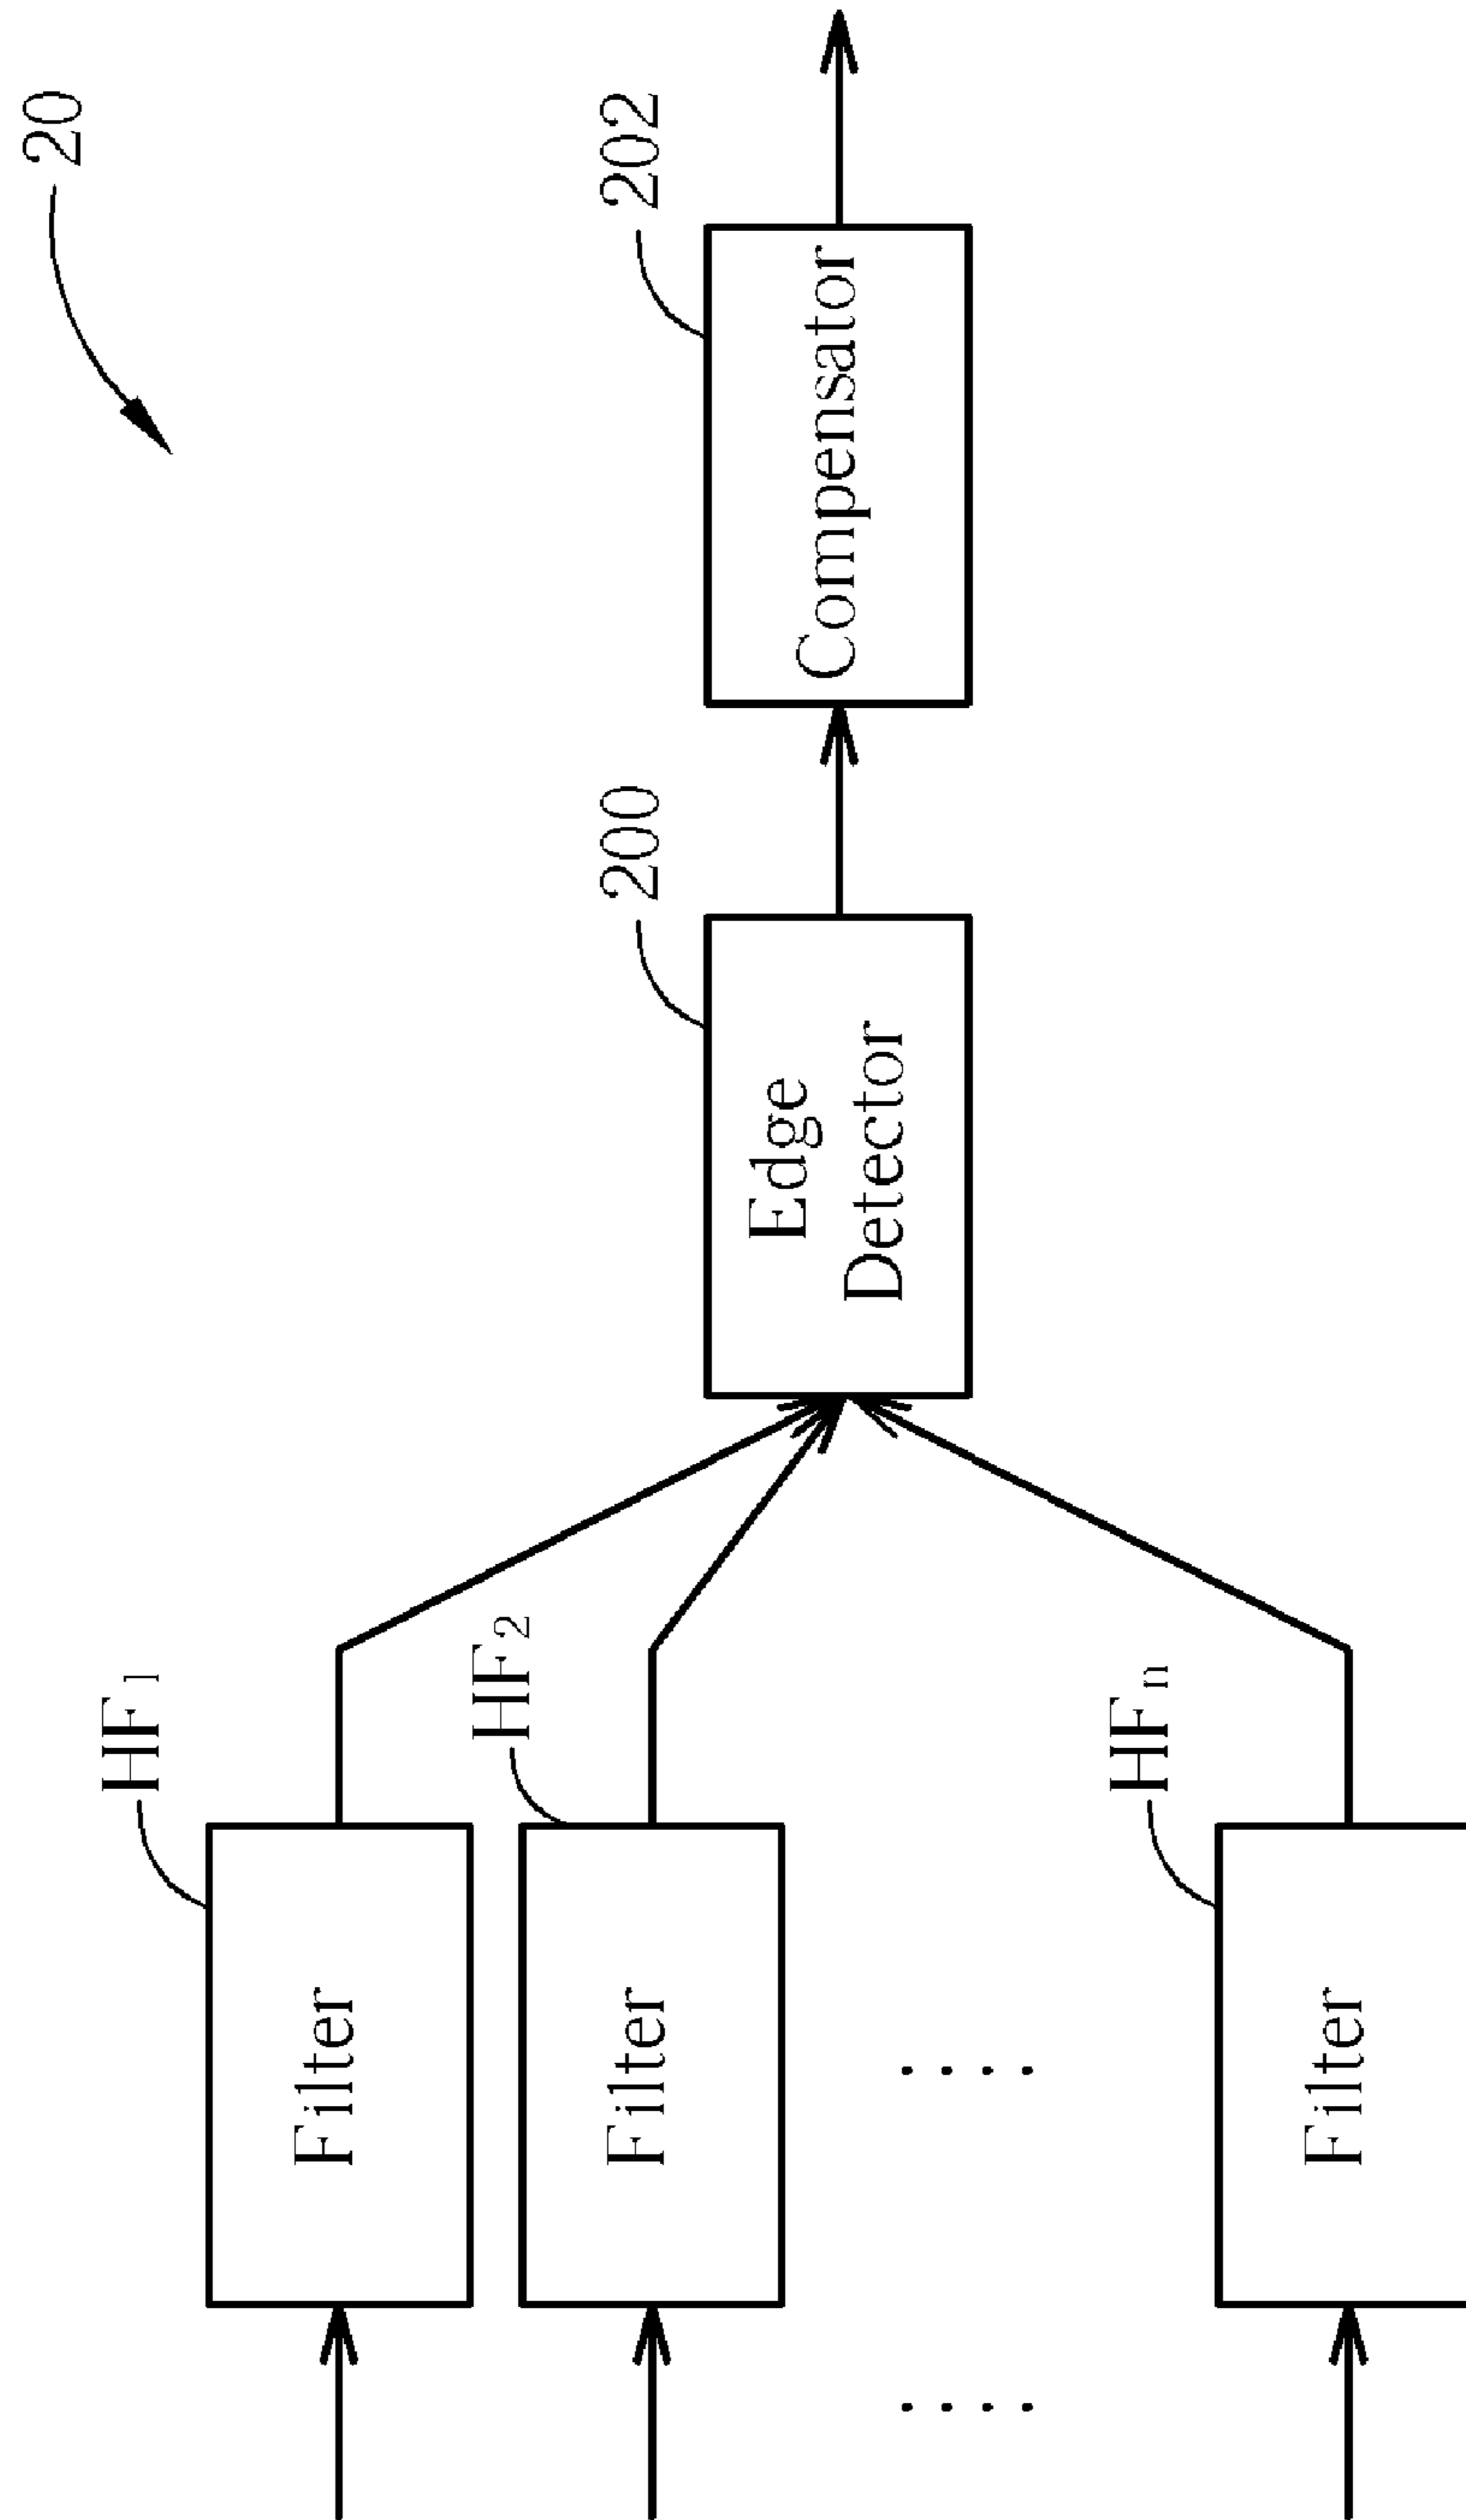 20
HF1
Filter
HF2
Filter
200
Edge
Detector
202
Compensator
....
....
HFn
Filter